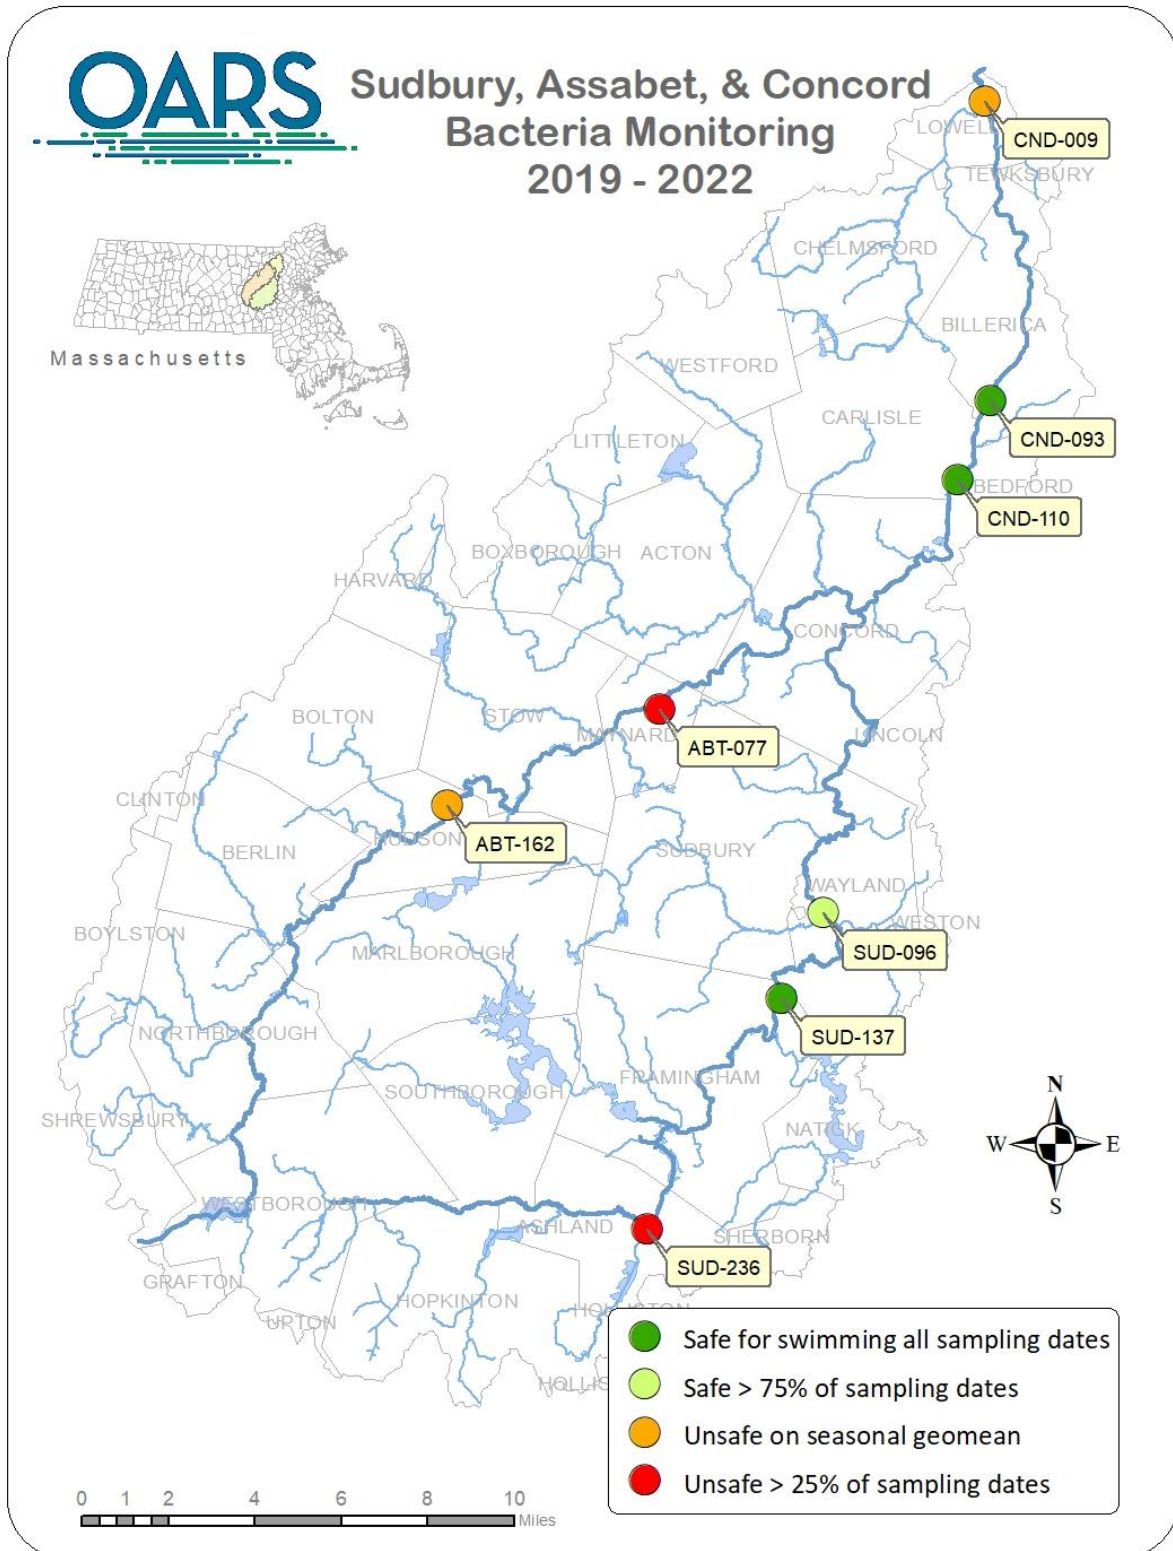 OARS
Sudbury, Assabet, & Concord
Bacteria Monitoring
2019 - 2022
LOWELL
CND-009
TEWKSBURY
CHELMSFORD
Massachusetts
BILLERICA
WESTFORD
CARLISLE
LITTLETON
CND-093
BEDFORD
CND-110
BOXBOROUGH
ACTON
HARVARD
CONCORD
BOLTON
STOW
MAYNARD
LINCOLN
ABT-077
CLINTON
HUDSON
ABT-162
BERLIN
SUDBURY
WAYLAND
WESTON
BOYLSTON
MARLBOROUGH
SUD-096
NORTHBOROUGH
SUD-137
FRAMINGHAM
SOUTHBOROUGH
SHREWSBURY
NATICK
N
W E
S
WESTBOROUGH
ASHLAND
SHERBORN
SUD-236
GRAFTON
HOPKINTON
UPTON
Safe for swimming all sampling dates
Safe > 75% of sampling dates
Unsafe on seasonal geomean
Unsafe > 25% of sampling dates
0 1 2 4 6 8 10
Miles